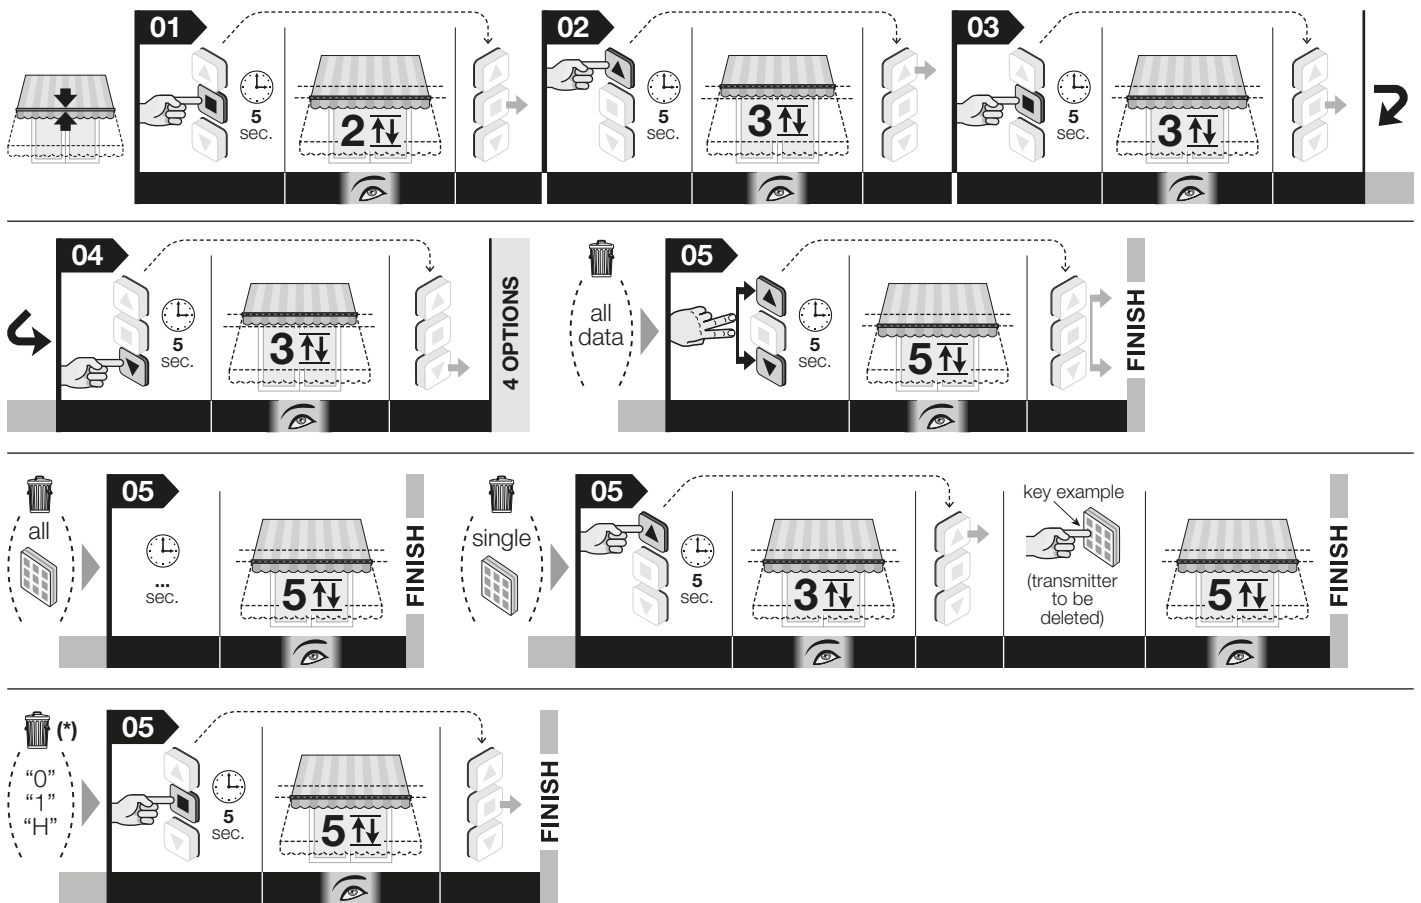 01
5
sec.
2
02
5
sec.
3
03
5
sec.
3
04
5
sec.
3
4 OPTIONS
all
data
05
5
sec.
5
FINISH
all
05
...
sec.
5
FINISH
single
05
5
sec.
3
key example
(transmitter
to be
deleted)
5
FINISH
(*)
“0”
“1”
“H”
05
5
sec.
5
FINISH